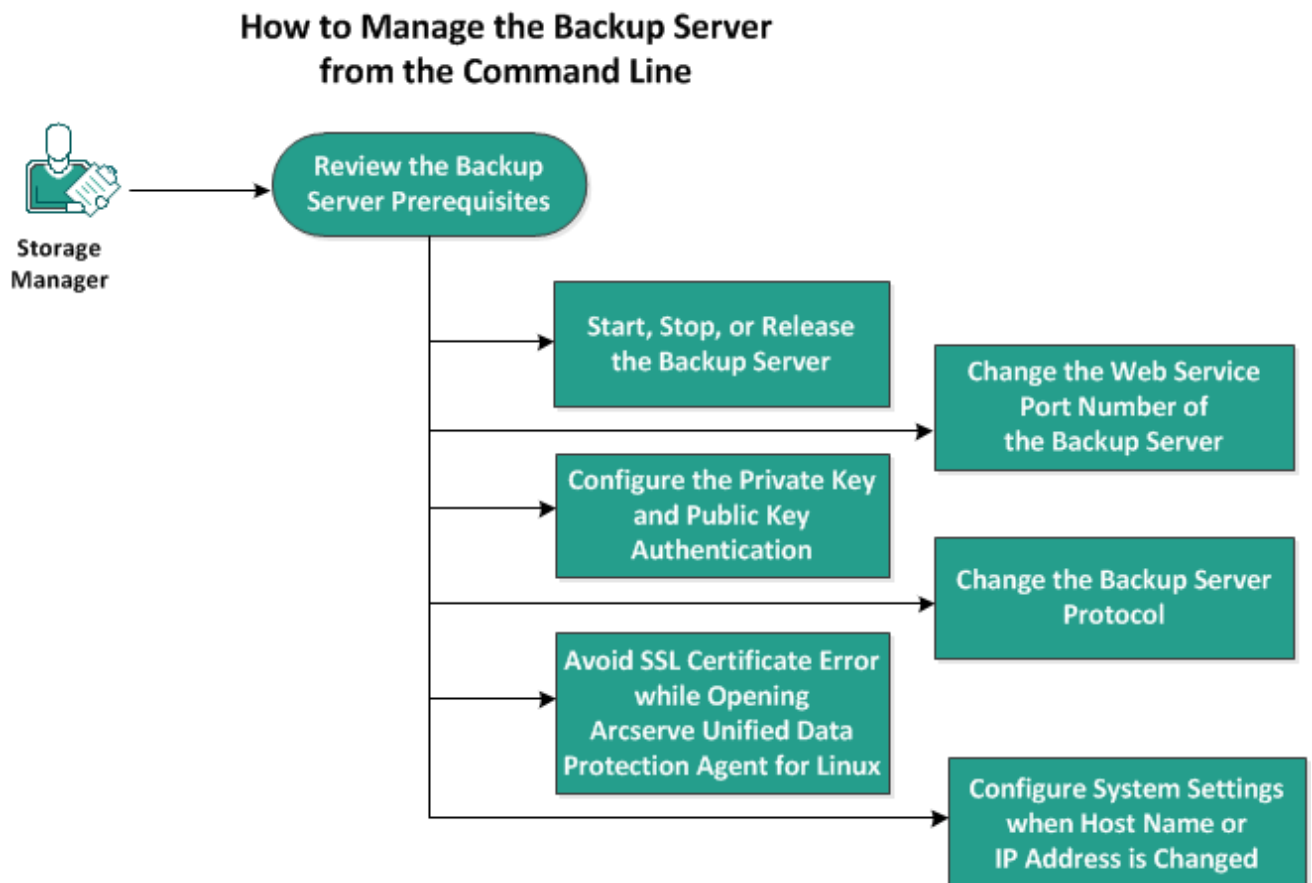 How to Manage the Backup Server
from the Command Line
Storage
Manager
Review the Backup
Server Prerequisites
Start, Stop, or Release
the Backup Server
Change the Web Service
Port Number of
the Backup Server
Configure the Private Key
and Public Key
Authentication
Change the Backup Server
Protocol
Avoid SSL Certificate Error
while Opening
Arcserve Unified Data
Protection Agent for Linux
Configure System Settings
when Host Name or
IP Address is Changed